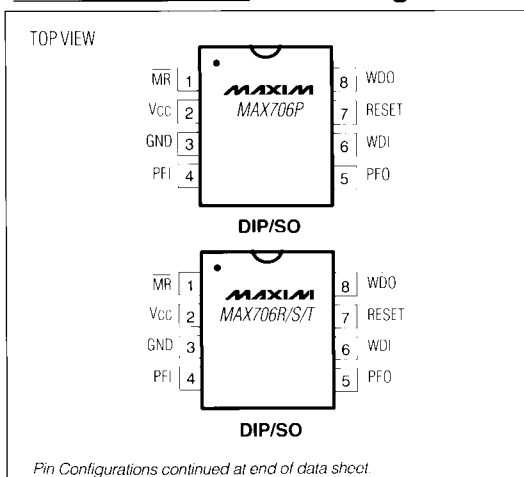 TOP VIEW
MR 1
VCC 2
GND 3
PFI 4
MAXIM
MAX706P
8 WDO
7 RESET
6 WDI
5 PFO
DIP/SO
MR 1
VCC 2
GND 3
PFI 4
MAXIM
MAX706R/S/T
8 WDO
7 RESET
6 WDI
5 PFO
DIP/SO
Pin Configurations continued at end of data sheet.